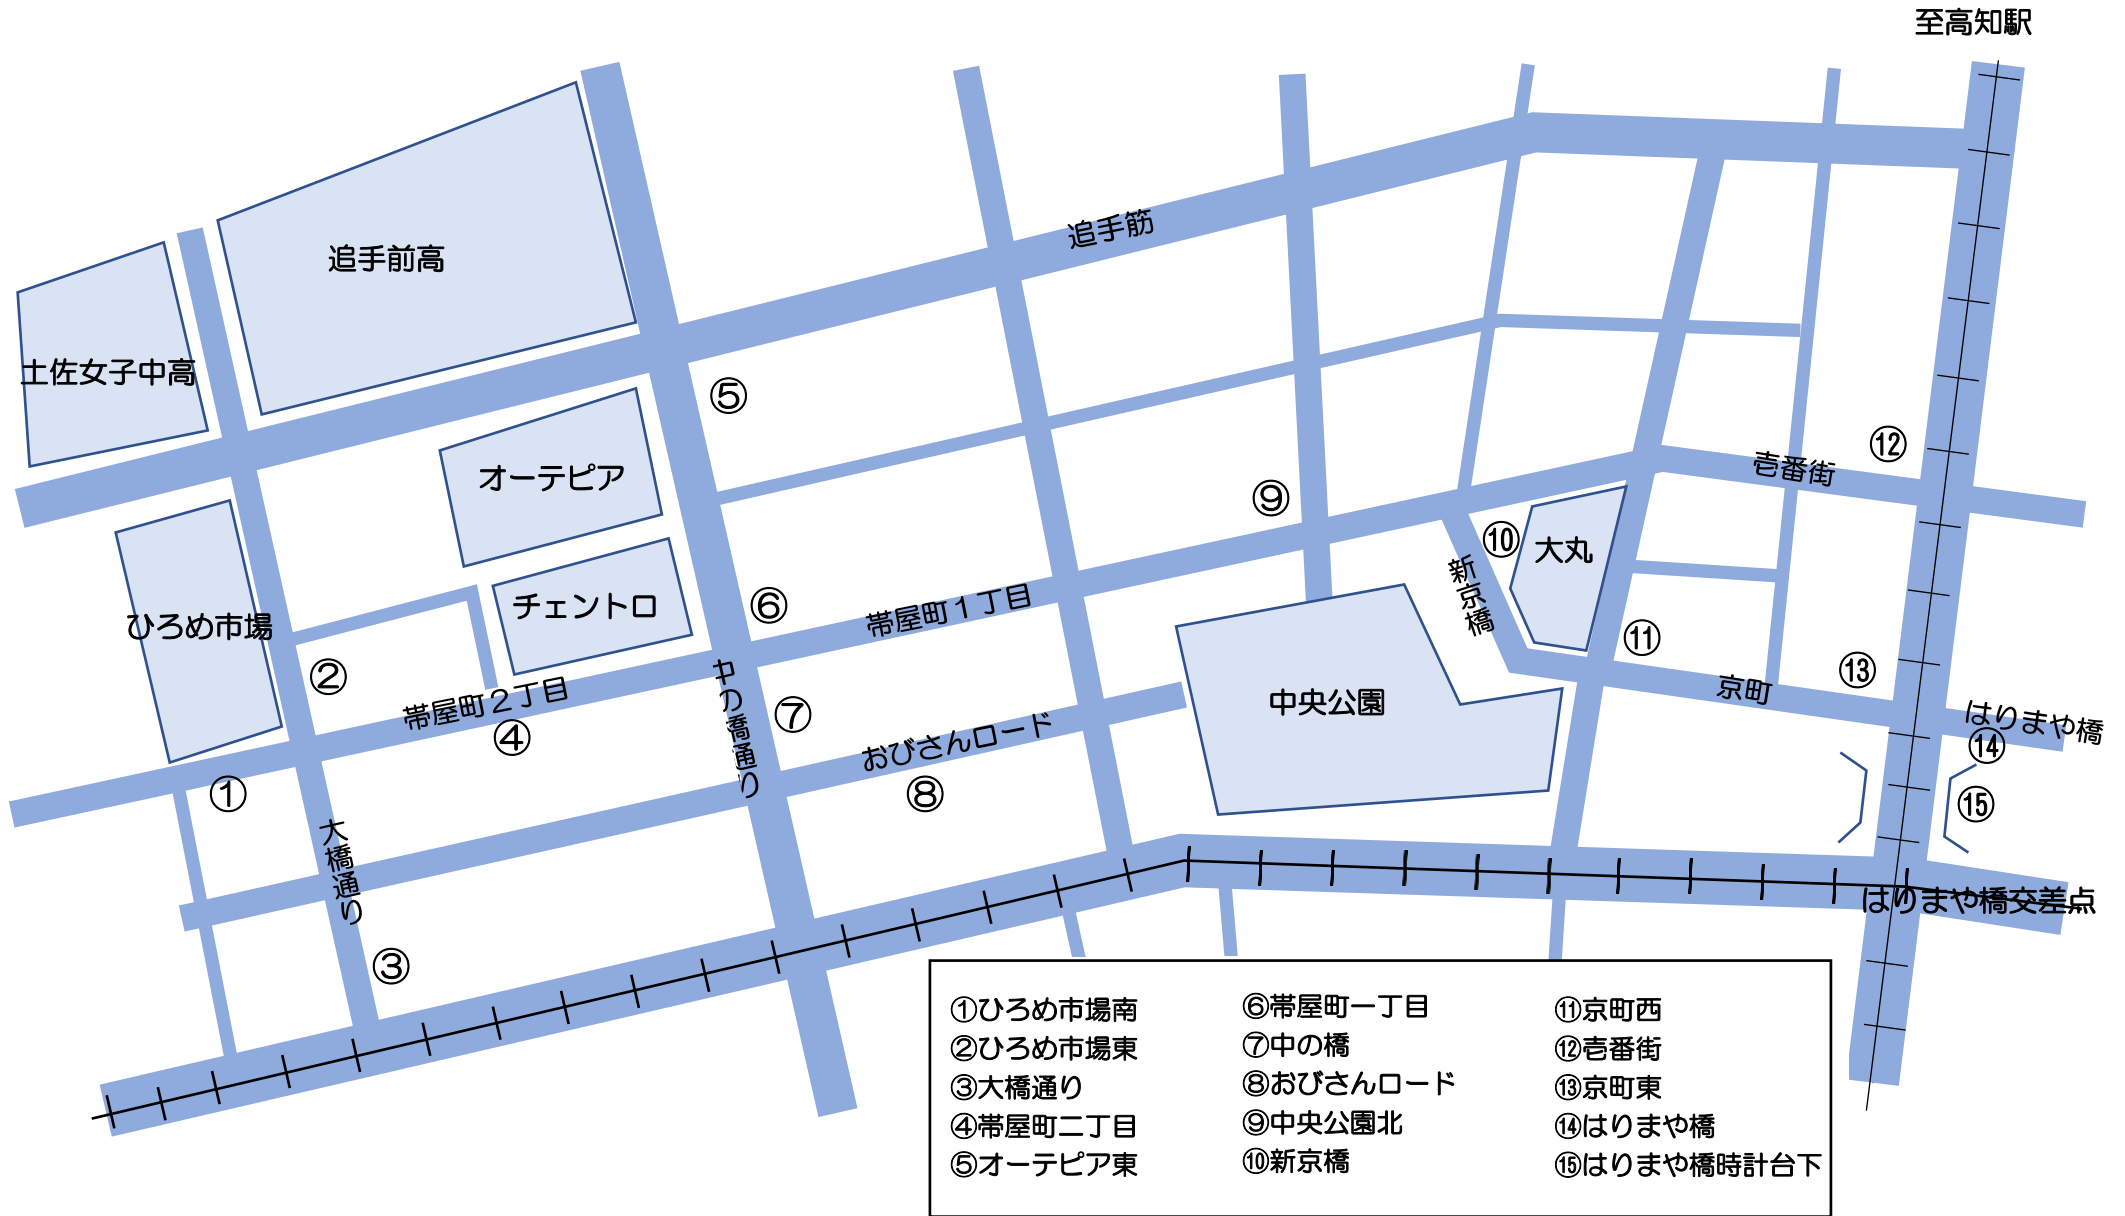 至高知駅
追手筋
追手前高
土佐女子中高
⑤
オーテピア
⑫
壱番街
⑨
⑩
大丸
新京橋
チェントロ
⑥
帯屋町１丁目
ひろめ市場
②
⑪
⑬
京町
帯屋町２丁目
④
中の橋通り
⑦
中央公園
はりまや橋
⑭
おびさんロード
⑧
①
⑮
大橋通り
③
はりまや橋交差点
①ひろめ市場南
②ひろめ市場東
③大橋通り
④帯屋町二丁目
⑤オーテピア東
⑥帯屋町一丁目
⑦中の橋
⑧おびさんロード
⑨中央公園北
⑩新京橋
⑪京町西
⑫壱番街
⑬京町東
⑭はりまや橋
⑮はりまや橋時計台下